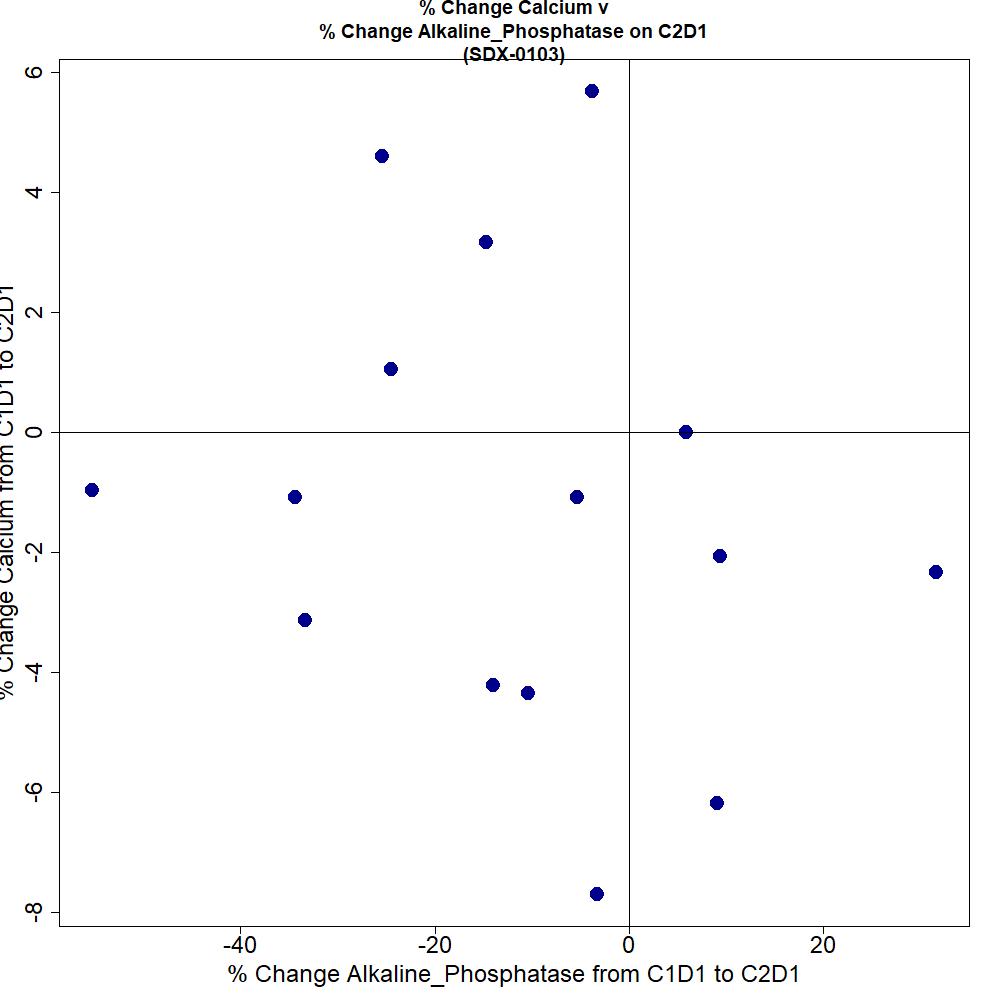 % Change Calcium v
% Change Alkaline_Phosphatase on C2D1
(SDX-0103)
% Change Calcium from C1D1 to C2D1
6
4
2
0
-2
-4
-6
-8
-40
-20
0
20
% Change Alkaline_Phosphatase from C1D1 to C2D1